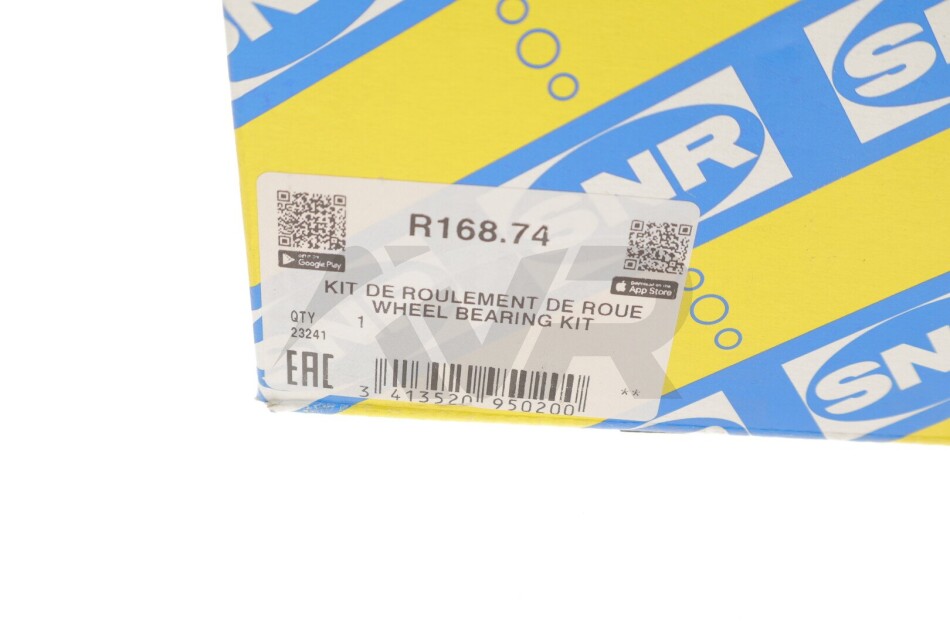 SNR
SNR
SNR
R168.74
Google Play
App Store
KIT DE ROULEMENT DE ROUE
WHEEL BEARING KIT
QTY 1
23241
EAC
3 413520 950200
**
SNR